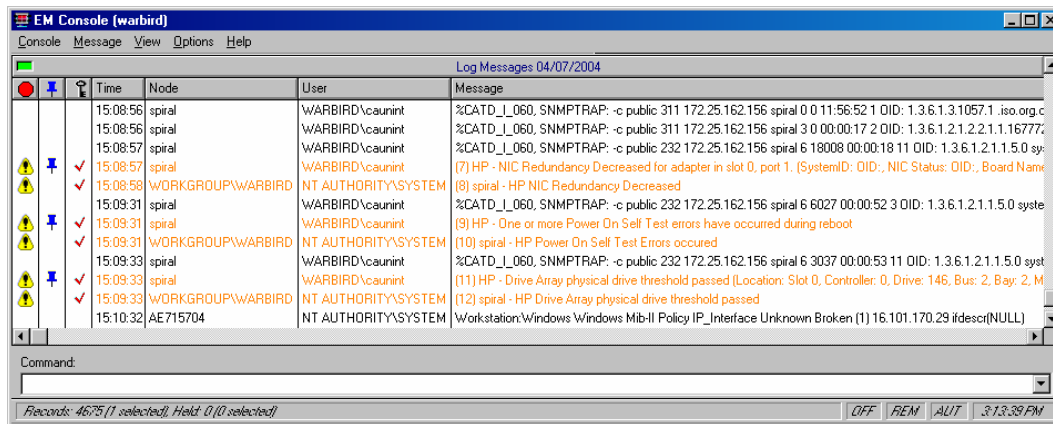 EM Console (warbird)
Console Message View Options Help
Log Messages 04/07/2004
Time Node User Message
15:08:56 spiral WARBIRD\caunint %CATD_I_060, SNMPTRAP: -c public 311 172.25.162.156 spiral 0 0 11:56:52 1 OID: 1.3.6.1.3.1057.1 .iso.org.c
15:08:56 spiral WARBIRD\caunint %CATD_I_060, SNMPTRAP: -c public 311 172.25.162.156 spiral 3 0 00:00:17 2 OID: 1.3.6.1.2.1.2.2.1.1.167772
15:08:57 spiral WARBIRD\caunint %CATD_I_060, SNMPTRAP: -c public 232 172.25.162.156 spiral 6 18008 00:00:18 11 OID: 1.3.6.1.2.1.1.5.0 sys
15:08:57 spiral WARBIRD\caunint (7) HP - NIC Redundancy Decreased for adapter in slot 0, port 1. (SystemID: OID:, NIC Status: OID:, Board Name
15:08:58 WORKGROUP\WARBIRD NT AUTHORITY\SYSTEM (8) spiral - HP NIC Redundancy Decreased
15:09:31 spiral WARBIRD\caunint %CATD_I_060, SNMPTRAP: -c public 232 172.25.162.156 spiral 6 6027 00:00:52 3 OID: 1.3.6.1.2.1.1.5.0 syste
15:09:31 spiral WARBIRD\caunint (9) HP - One or more Power On Self Test errors have occurred during reboot
15:09:31 WORKGROUP\WARBIRD NT AUTHORITY\SYSTEM (10) spiral - HP Power On Self Test Errors occured
15:09:33 spiral WARBIRD\caunint %CATD_I_060, SNMPTRAP: -c public 232 172.25.162.156 spiral 6 3037 00:00:53 11 OID: 1.3.6.1.2.1.1.5.0 syst
15:09:33 spiral WARBIRD\caunint (11) HP - Drive Array physical drive threshold passed (Location: Slot 0, Controller: 0, Drive: 146, Bus: 2, Bay: 2, M
15:09:33 WORKGROUP\WARBIRD NT AUTHORITY\SYSTEM (12) spiral - HP Drive Array physical drive threshold passed
15:10:32 AE715704 NT AUTHORITY\SYSTEM Workstation:Windows Windows Mib-II Policy IP_Interface Unknown Broken (1) 16.101.170.29 ifdescr(NULL)
Command:
Records: 4675 (1 selected), Held: 0 (0 selected) OFF REM AUT 3:13:39 PM